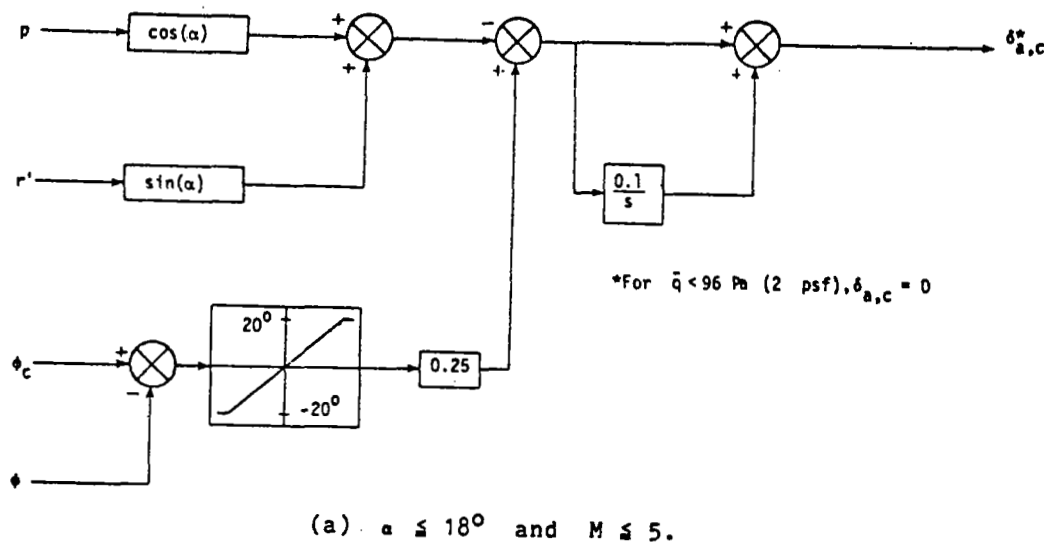 p
cos(α)
+
+
-
+
+
+
δ*a,c
r'
sin(α)
0.1
s
*For q̄ < 96 Pa (2 psf), δa,c = 0
φc
+
-
20°
-20°
0.25
φ
(a) α ≦ 18° and M ≦ 5.